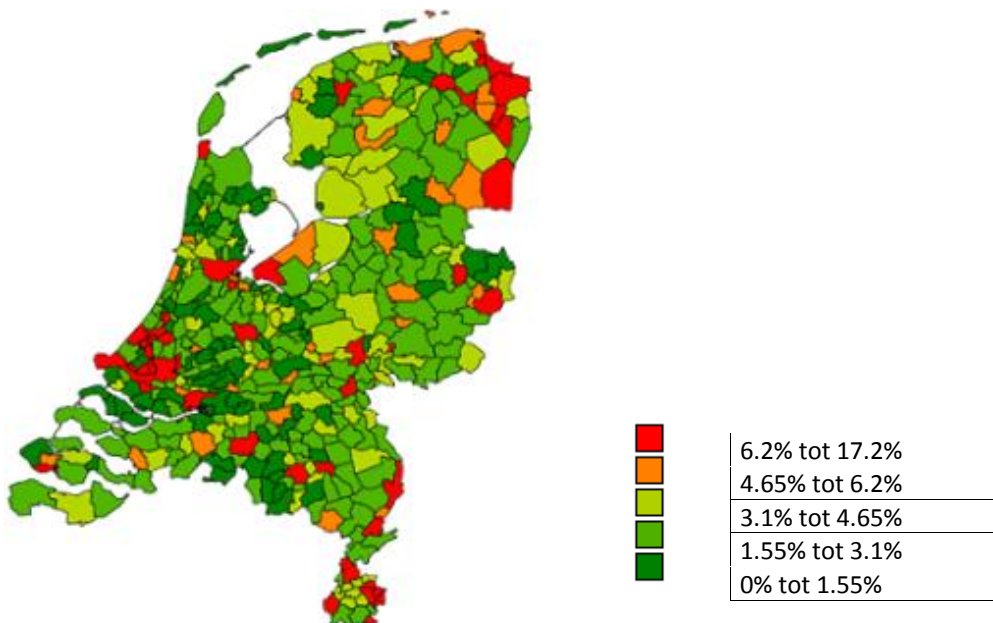 6.2% tot 17.2%
4.65% tot 6.2%
3.1% tot 4.65%
1.55% tot 3.1%
0% tot 1.55%